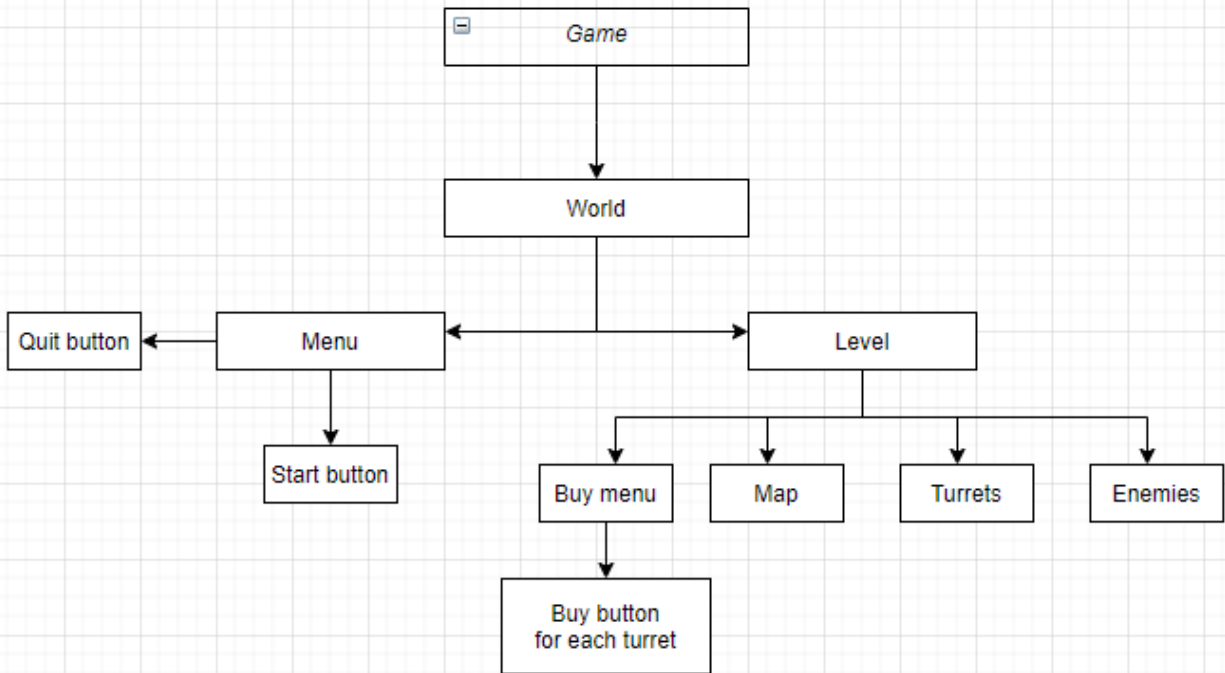 Game
World
Quit button
Menu
Level
Start button
Buy menu
Map
Turrets
Enemies
Buy button
for each turret